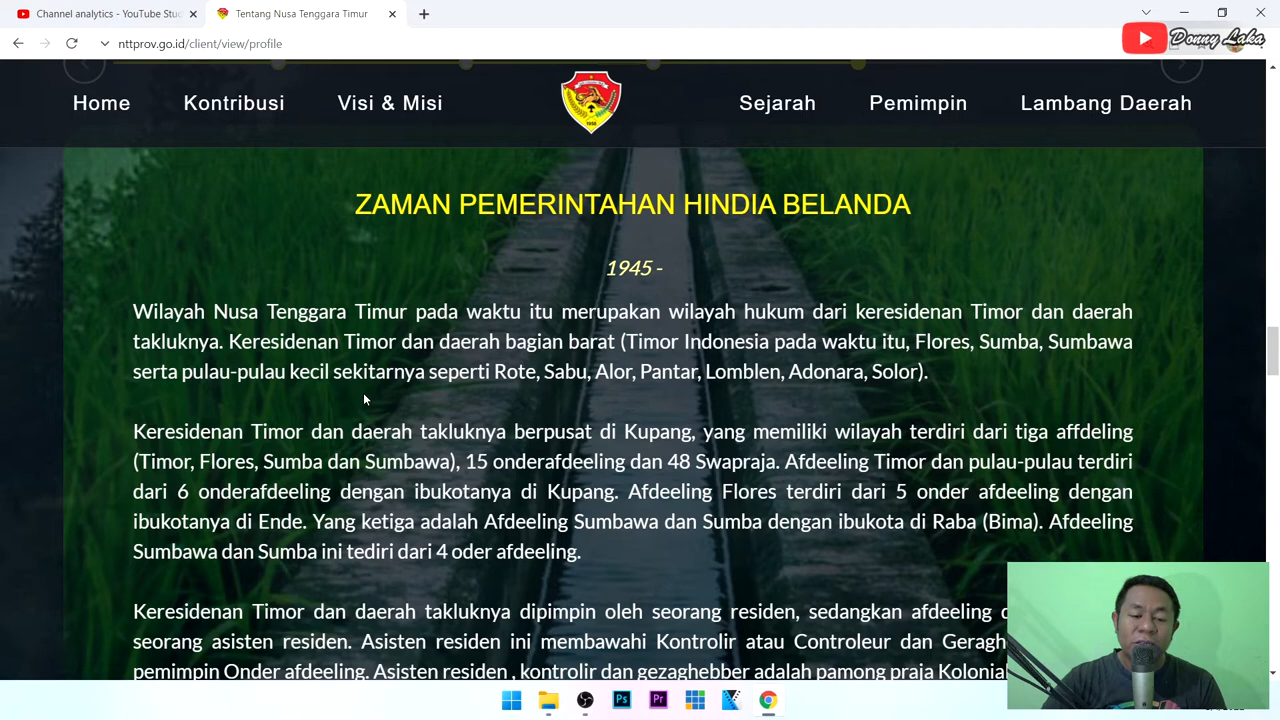 Channel analytics - YouTube Stud
Tentang Nusa Tenggara Timur
nttprov.go.id/client/view/profile
Donny Laka
Home
Kontribusi
Visi & Misi
1958
Sejarah
Pemimpin
Lambang Daerah
ZAMAN PEMERINTAHAN HINDIA BELANDA
1945 -
Wilayah Nusa Tenggara Timur pada waktu itu merupakan wilayah hukum dari keresidenan Timor dan daerah
takluknya. Keresidenan Timor dan daerah bagian barat (Timor Indonesia pada waktu itu, Flores, Sumba, Sumbawa
serta pulau-pulau kecil sekitarnya seperti Rote, Sabu, Alor, Pantar, Lomblen, Adonara, Solor).
Keresidenan Timor dan daerah takluknya berpusat di Kupang, yang memiliki wilayah terdiri dari tiga affdeling
(Timor, Flores, Sumba dan Sumbawa), 15 onderafdeeling dan 48 Swapraja. Afdeeling Timor dan pulau-pulau terdiri
dari 6 onderafdeeling dengan ibukotanya di Kupang. Afdeeling Flores terdiri dari 5 onder afdeeling dengan
ibukotanya di Ende. Yang ketiga adalah Afdeeling Sumbawa dan Sumba dengan ibukota di Raba (Bima). Afdeeling
Sumbawa dan Sumba ini tediri dari 4 oder afdeeling.
Keresidenan Timor dan daerah takluknya dipimpin oleh seorang residen, sedangkan afdeeling
seorang asisten residen. Asisten residen ini membawahi Kontrolir atau Controleur dan Geragh
pemimpin Onder afdeeling. Asisten residen , kontrolir dan gezaghebber adalah pamong praja Kolonial
Ps
Pr